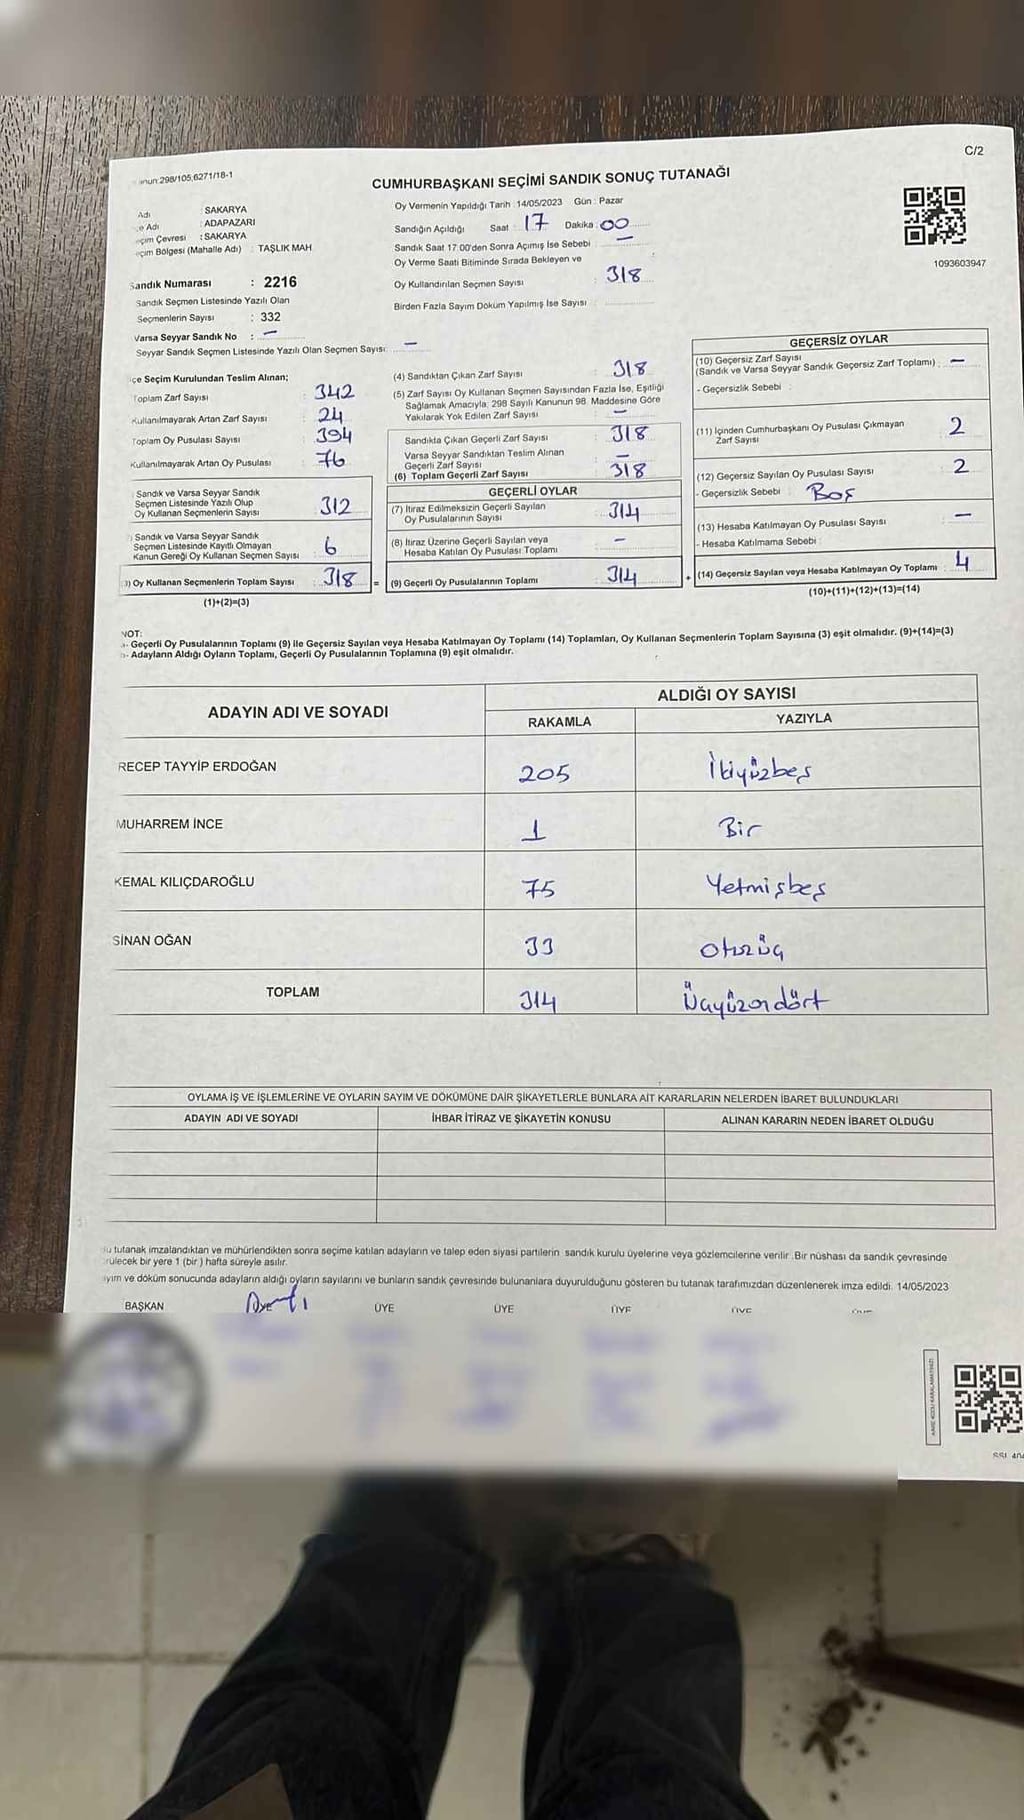 C/2
298/105,6271/18-1
CUMHURBAŞKANI SEÇİMİ SANDIK SONUÇ TUTANAĞI
Adı : SAKARYA
Adı : ADAPAZARI
Çevresi : SAKARYA
Bölgesi (Mahalle Adı) : TAŞLIK MAH.
Sandık Numarası : 2216
Sandık Seçmen Listesinde Yazılı Olan
Seçmenlerin Sayısı : 332
Varsa Seyyar Sandık No : –
Seyyar Sandık Seçmen Listesinde Yazılı Olan Seçmen Sayısı: –
Oy Vermenin Yapıldığı Tarih : 14/05/2023 Gün : Pazar
Sandığın Açıldığı Saat : 17 Dakika : 00
Sandık Saat 17:00'den Sonra Açımış İse Sebebi : –
Oy Verme Saati Bitiminde Sırada Bekleyen ve
Oy Kullandırılan Seçmen Sayısı : 318
Birden Fazla Sayım Döküm Yapılmış İse Sayısı :
1093603947
Seçim Kurulundan Teslim Alınan;
Toplam Zarf Sayısı : 342
Kullanılmayarak Artan Zarf Sayısı : 24
Toplam Oy Pusulası Sayısı : 394
Kullanılmayarak Artan Oy Pusulası : 76
Sandık ve Varsa Seyyar Sandık
Seçmen Listesinde Yazılı Olup
Oy Kullanan Seçmenlerin Sayısı : 312
Sandık ve Varsa Seyyar Sandık
Seçmen Listesinde Kayıtlı Olmayan
Kanun Gereği Oy Kullanan Seçmen Sayısı : 6
Oy Kullanan Seçmenlerin Toplam Sayısı : 318 =
(1)+(2)=(3)
(4) Sandıktan Çıkan Zarf Sayısı : 318
(5) Zarf Sayısı Oy Kullanan Seçmen Sayısından Fazla İse, Eşitliği
Sağlamak Amacıyla; 298 Sayılı Kanunun 98. Maddesine Göre
Yakılarak Yok Edilen Zarf Sayısı : –
Sandıkta Çıkan Geçerli Zarf Sayısı : 318
Varsa Seyyar Sandıktan Teslim Alınan
Geçerli Zarf Sayısı : –
(6) Toplam Geçerli Zarf Sayısı : 318
GEÇERLİ OYLAR
(7) İtiraz Edilmeksizin Geçerli Sayılan
Oy Pusulalarının Sayısı : 314
(8) İtiraz Üzerine Geçerli Sayılan veya
Hesaba Katılan Oy Pusulası Toplamı : –
(9) Geçerli Oy Pusulalarının Toplamı : 314 +
GEÇERSİZ OYLAR
(10) Geçersiz Zarf Sayısı
(Sandık ve Varsa Seyyar Sandık Geçersiz Zarf Toplamı) : –
- Geçersizlik Sebebi :
(11) İçinden Cumhurbaşkanı Oy Pusulası Çıkmayan
Zarf Sayısı : 2
(12) Geçersiz Sayılan Oy Pusulası Sayısı : 2
- Geçersizlik Sebebi : Boş
(13) Hesaba Katılmayan Oy Pusulası Sayısı : –
- Hesaba Katılmama Sebebi :
(14) Geçersiz Sayılan veya Hesaba Katılmayan Oy Toplamı : 4
(10)+(11)+(12)+(13)=(14)
NOT:
a- Geçerli Oy Pusulalarının Toplamı (9) İle Geçersiz Sayılan veya Hesaba Katılmayan Oy Toplamı (14) Toplamları, Oy Kullanan Seçmenlerin Toplam Sayısına (3) eşit olmalıdır. (9)+(14)=(3)
b- Adayların Aldığı Oyların Toplamı, Geçerli Oy Pusulalarının Toplamına (9) eşit olmalıdır.
ADAYIN ADI VE SOYADI ALDIĞI OY SAYISI
RAKAMLA YAZIYLA
RECEP TAYYİP ERDOĞAN 205 İkiyüzbeş
MUHARREM İNCE 1 Bir
KEMAL KILIÇDAROĞLU 75 Yetmişbeş
SİNAN OĞAN 33 Otuzüç
TOPLAM 314 Üçyüzondört
OYLAMA İŞ VE İŞLEMLERİNE VE OYLARIN SAYIM VE DÖKÜMÜNE DAİR ŞİKAYETLERLE BUNLARA AİT KARARLARIN NELERDEN İBARET BULUNDUKLARI
ADAYIN ADI VE SOYADI İHBAR İTİRAZ VE ŞİKAYETİN KONUSU ALINAN KARARIN NEDEN İBARET OLDUĞU
tutanak imzalandıktan ve mühürlendikten sonra seçime katılan adayların ve talep eden siyasi partilerin sandık kurulu üyelerine veya gözlemcilerine verilir .Bir nüshası da sandık çevresinde
bir yere 1 (bir ) hafta süreyle asılır.
ve döküm sonucunda adayların aldığı oyların sayılarını ve bunların sandık çevresinde bulunanlara duyurulduğunu gösteren bu tutanak tarafımızdan düzenlenerek imza edildi. 14/05/2023
BAŞKAN ÜYE ÜYE ÜYE ÜYE